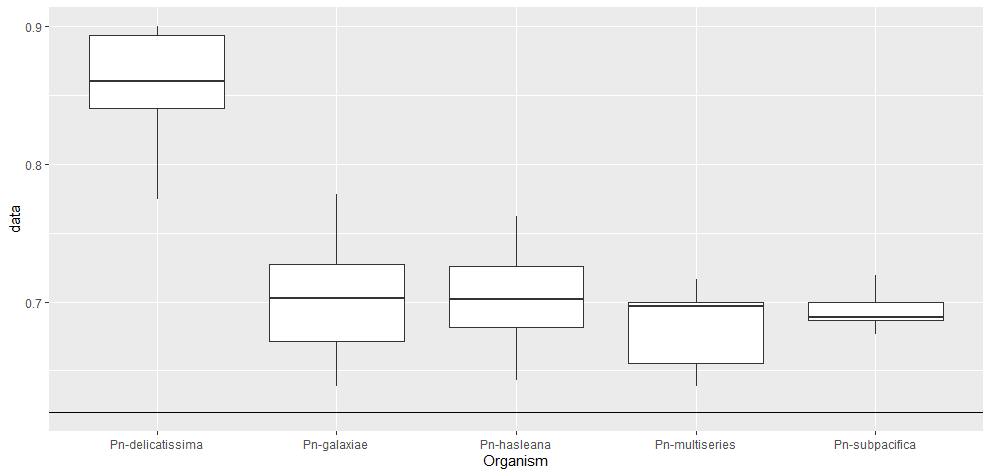 data
0.9
0.8
0.7
Pn-delicatissima Pn-galaxiae Pn-hasleana Pn-multiseries Pn-subpacifica
Organism